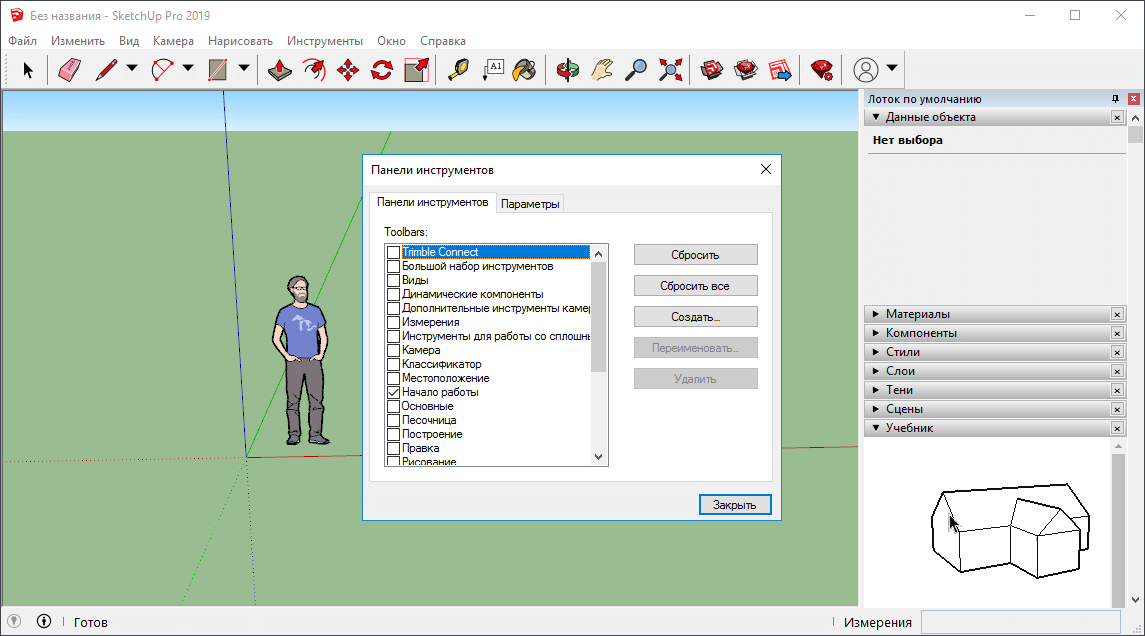 Без названия - SketchUp Pro 2019
Файл Изменить Вид Камера Нарисовать Инструменты Окно Справка
A1
Лоток по умолчанию
Данные объекта
Нет выбора
Панели инструментов
Панели инструментов Параметры
Toolbars:
Trimble Connect
Большой набор инструментов
Виды
Динамические компоненты
Дополнительные инструменты камер
Измерения
Инструменты для работы со сплошны
Камера
Классификатор
Местоположение
Начало работы
Основные
Песочница
Построение
Правка
Рисование
Сбросить
Сбросить все
Создать...
Переименовать...
Удалить
Закрыть
Материалы
Компоненты
Стили
Слои
Тени
Сцены
Учебник
Готов
Измерения